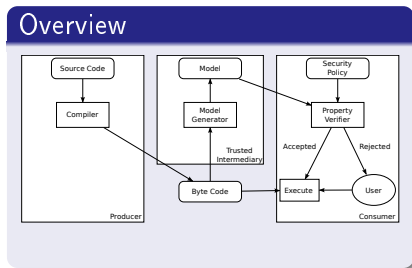 Overview
Source Code
Compiler
Producer
Model
Model
Generator
Trusted
Intermediary
Byte Code
Security
Policy
Property
Verifier
Accepted
Rejected
Execute
User
Consumer